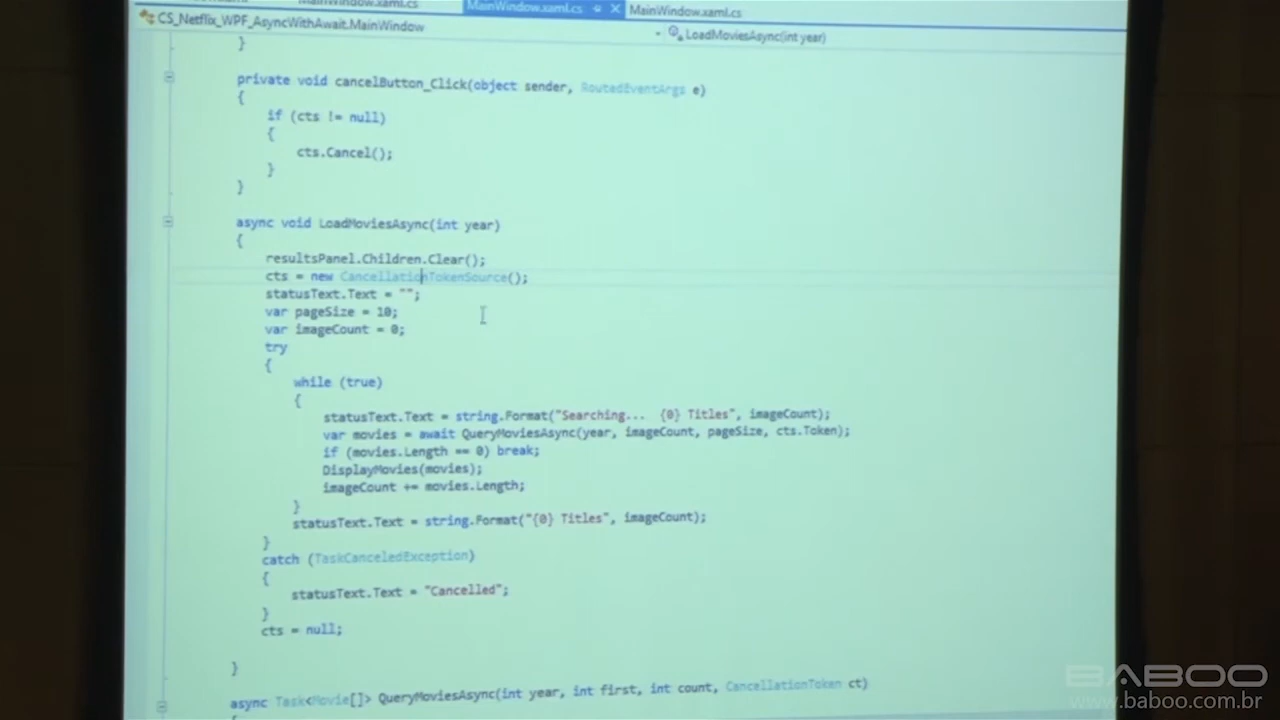 MainWindow.xaml.cs
MainWindow.xaml.cs
MainWindow.xaml.cs
CS_Netflix_WPF_AsyncWithAwait.MainWindow
LoadMoviesAsync(int year)
}
private void cancelButton_Click(object sender, RoutedEventArgs e)
{
if (cts != null)
{
cts.Cancel();
}
}
async void LoadMoviesAsync(int year)
{
resultsPanel.Children.Clear();
cts = new CancellationTokenSource();
statusText.Text = "";
var pageSize = 10;
var imageCount = 0;
try
{
while (true)
{
statusText.Text = string.Format("Searching... {0} Titles", imageCount);
var movies = await QueryMoviesAsync(year, imageCount, pageSize, cts.Token);
if (movies.Length == 0) break;
DisplayMovies(movies);
imageCount += movies.Length;
}
statusText.Text = string.Format("{0} Titles", imageCount);
}
catch (TaskCanceledException)
{
statusText.Text = "Cancelled";
}
cts = null;
}
async Task<Movie[]> QueryMoviesAsync(int year, int first, int count, CancellationToken ct)
{
BABOO
www.baboo.com.br